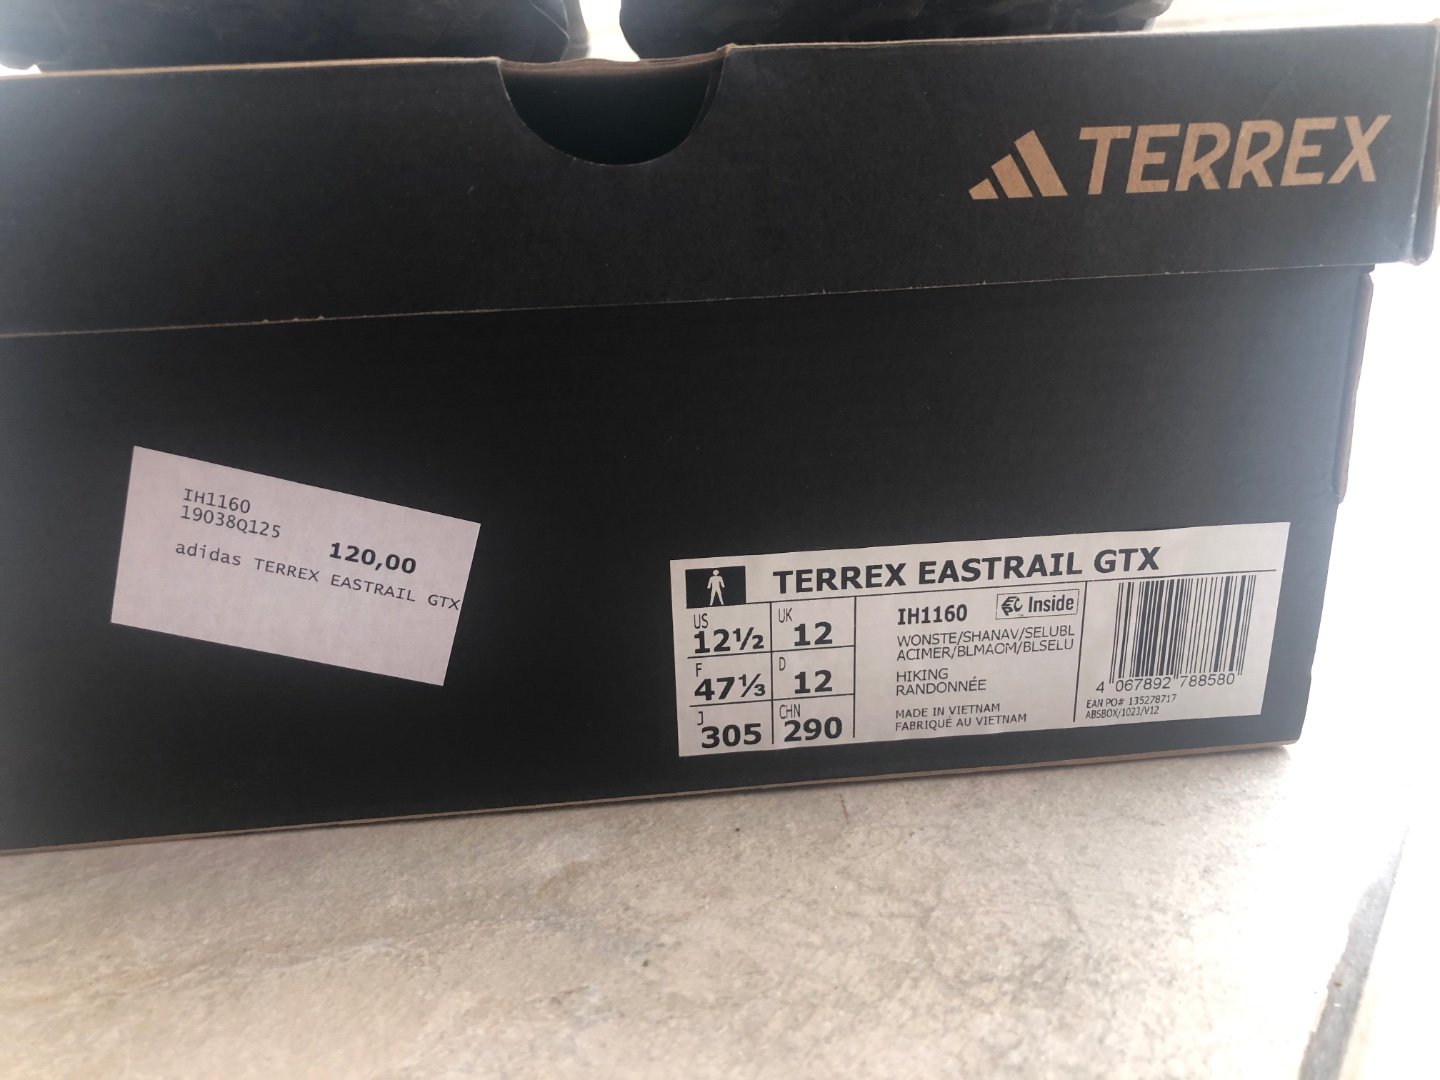 TERREX
IH1160
19038Q125
120,00
adidas TERREX EASTRAIL GTX
TERREX EASTRAIL GTX
US 12½ UK 12
F 47⅓ D 12
J 305 CHN 290
IH1160 Inside
WONSTE/SHANAV/SELUBL
ACIMER/BLMAOM/BLSELU
HIKING
RANDONNÉE
MADE IN VIETNAM
FABRIQUÉ AU VIETNAM
4 067892 788580
EAN PO# 135278717
ABSBOX/1023/V12